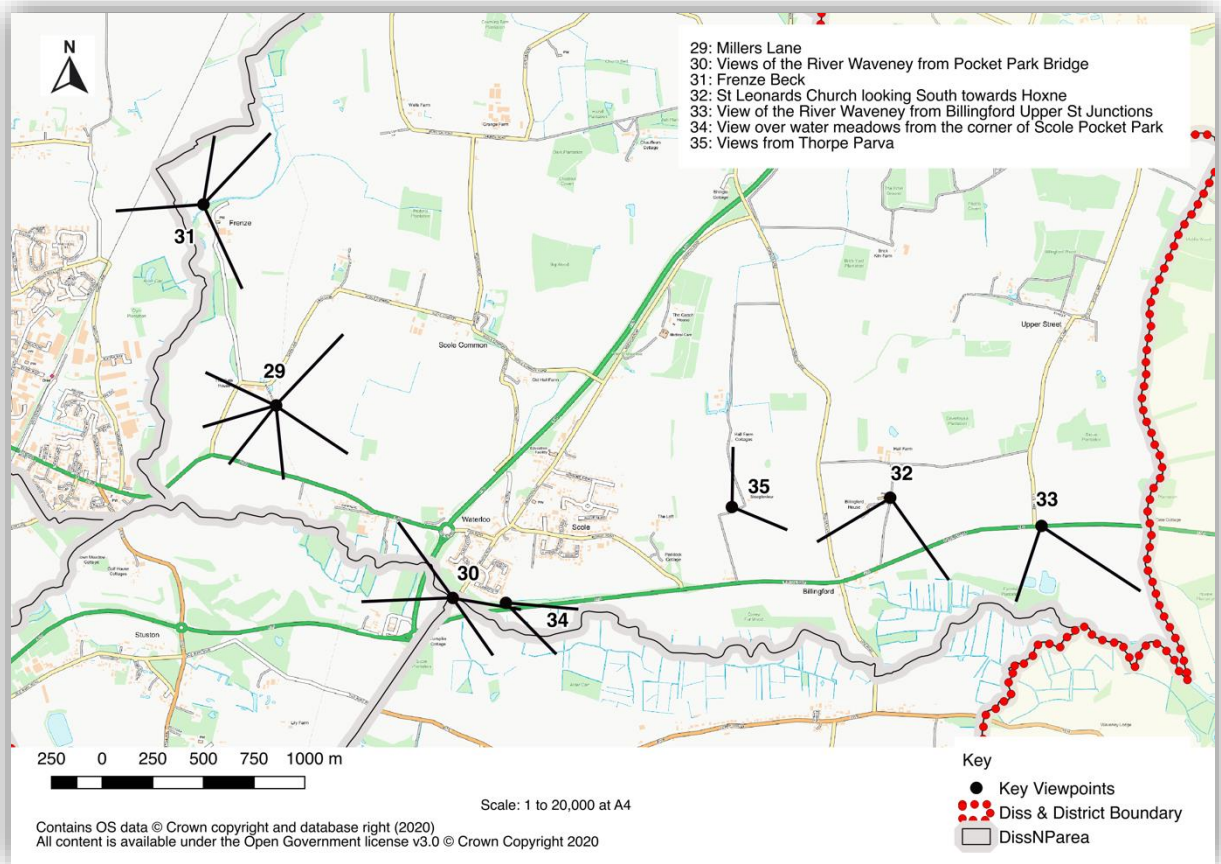 N
29: Millers Lane
30: Views of the River Waveney from Pocket Park Bridge
31: Frenze Beck
32: St Leonards Church looking South towards Hoxne
33: View of the River Waveney from Billingford Upper St Junctions
34: View over water meadows from the corner of Scole Pocket Park
35: Views from Thorpe Parva
Frenze
31
29
Scole Common
Upper Street
Hall Farm
32
35
33
Waterloo
Scole
30
34
Billingford
Stuston
250 0 250 500 750 1000 m
Scale: 1 to 20,000 at A4
Contains OS data © Crown copyright and database right (2020)
All content is available under the Open Government license v3.0 © Crown Copyright 2020
Key
Key Viewpoints
Diss & District Boundary
DissNParea